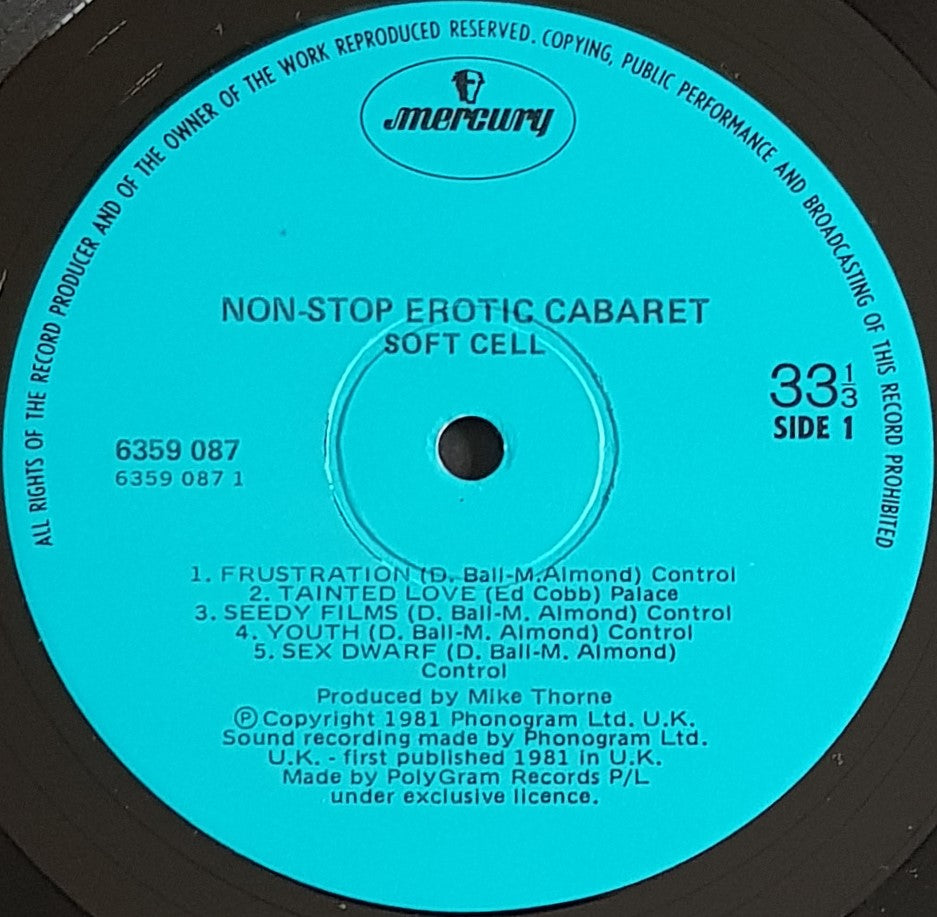 ALL RIGHTS OF THE RECORD PRODUCER AND OF THE OWNER OF THE WORK REPRODUCED RESERVED. COPYING, PUBLIC PERFORMANCE AND BROADCASTING OF THIS RECORD PROHIBITED
mercury
NON-STOP EROTIC CABARET
SOFT CELL
33 1/3
SIDE 1
6359 087
6359 087 1
1. FRUSTRATION (D. Ball-M.Almond) Control
2. TAINTED LOVE (Ed Cobb) Palace
3. SEEDY FILMS (D. Ball-M. Almond) Control
4. YOUTH (D. Ball-M. Almond) Control
5. SEX DWARF (D. Ball-M. Almond)
Control
Produced by Mike Thorne
Ⓟ Copyright 1981 Phonogram Ltd. U.K.
Sound recording made by Phonogram Ltd.
U.K. - first published 1981 in U.K.
Made by PolyGram Records P/L
under exclusive licence.